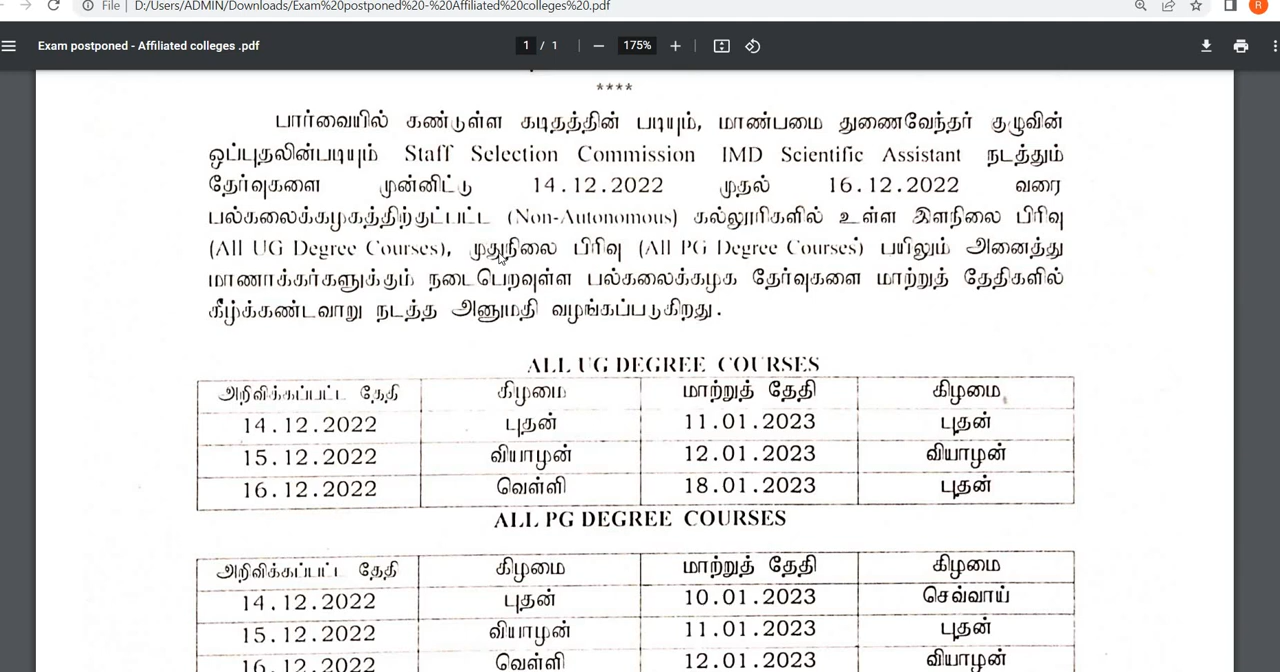 File | D:/Users/ADMIN/Downloads/Exam%20postponed%20-%20Affiliated%20colleges%20.pdf
R
Exam postponed - Affiliated colleges .pdf
1 / 1
175%
****
பார்வையில் கண்டுள்ள கடிதத்தின் படியும், மாண்பமை துணைவேந்தர் குழுவின்
ஒப்புதலின்படியும் Staff Selection Commission IMD Scientific Assistant நடத்தும்
தேர்வுகளை முன்னிட்டு 14.12.2022 முதல் 16.12.2022 வரை
பல்கலைக்கழகத்திற்குட்பட்ட (Non-Autonomous) கல்லூரிகளில் உள்ள இளநிலை பிரிவு
(All UG Degree Courses), முதுநிலை பிரிவு (All PG Degree Courses) பயிலும் அனைத்து
மாணாக்கர்களுக்கும் நடைபெறவுள்ள பல்கலைக்கழக தேர்வுகளை மாற்றுத் தேதிகளில்
கீழ்க்கண்டவாறு நடத்த அனுமதி வழங்கப்படுகிறது.
ALL UG DEGREE COURSES
அறிவிக்கப்பட்ட தேதி கிழமை மாற்றுத் தேதி கிழமை
14.12.2022 புதன் 11.01.2023 புதன்
15.12.2022 வியாழன் 12.01.2023 வியாழன்
16.12.2022 வெள்ளி 18.01.2023 புதன்
ALL PG DEGREE COURSES
அறிவிக்கப்பட்ட தேதி கிழமை மாற்றுத் தேதி கிழமை
14.12.2022 புதன் 10.01.2023 செவ்வாய்
15.12.2022 வியாழன் 11.01.2023 புதன்
16.12.2022 வெள்ளி 12.01.2023 வியாழன்